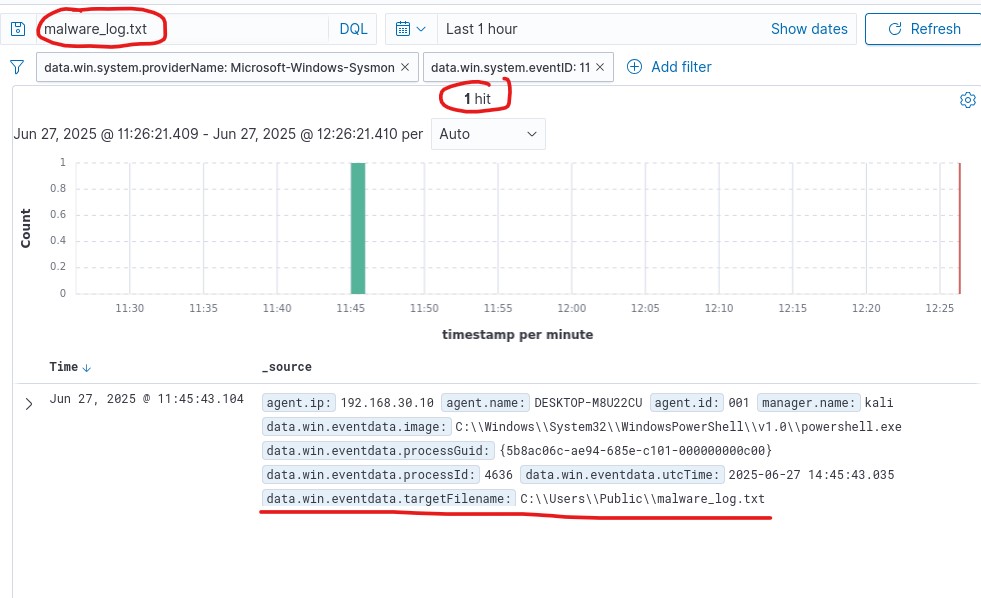 malware_log.txt DQL Last 1 hour Show dates Refresh
data.win.system.providerName: Microsoft-Windows-Sysmon × data.win.system.eventID: 11 × Add filter
1 hit
Jun 27, 2025 @ 11:26:21.409 - Jun 27, 2025 @ 12:26:21.410 per Auto
1
0.8
0.6
0.4
0.2
0
Count
11:30 11:35 11:40 11:45 11:50 11:55 12:00 12:05 12:10 12:15 12:20 12:25
timestamp per minute
Time _source
Jun 27, 2025 @ 11:45:43.104 agent.ip: 192.168.30.10 agent.name: DESKTOP-M8U22CU agent.id: 001 manager.name: kali
data.win.eventdata.image: C:\\Windows\\System32\\WindowsPowerShell\\v1.0\\powershell.exe
data.win.eventdata.processGuid: {5b8ac06c-ae94-685e-c101-000000000c00}
data.win.eventdata.processId: 4636 data.win.eventdata.utcTime: 2025-06-27 14:45:43.035
data.win.eventdata.targetFilename: C:\\Users\\Public\\malware_log.txt